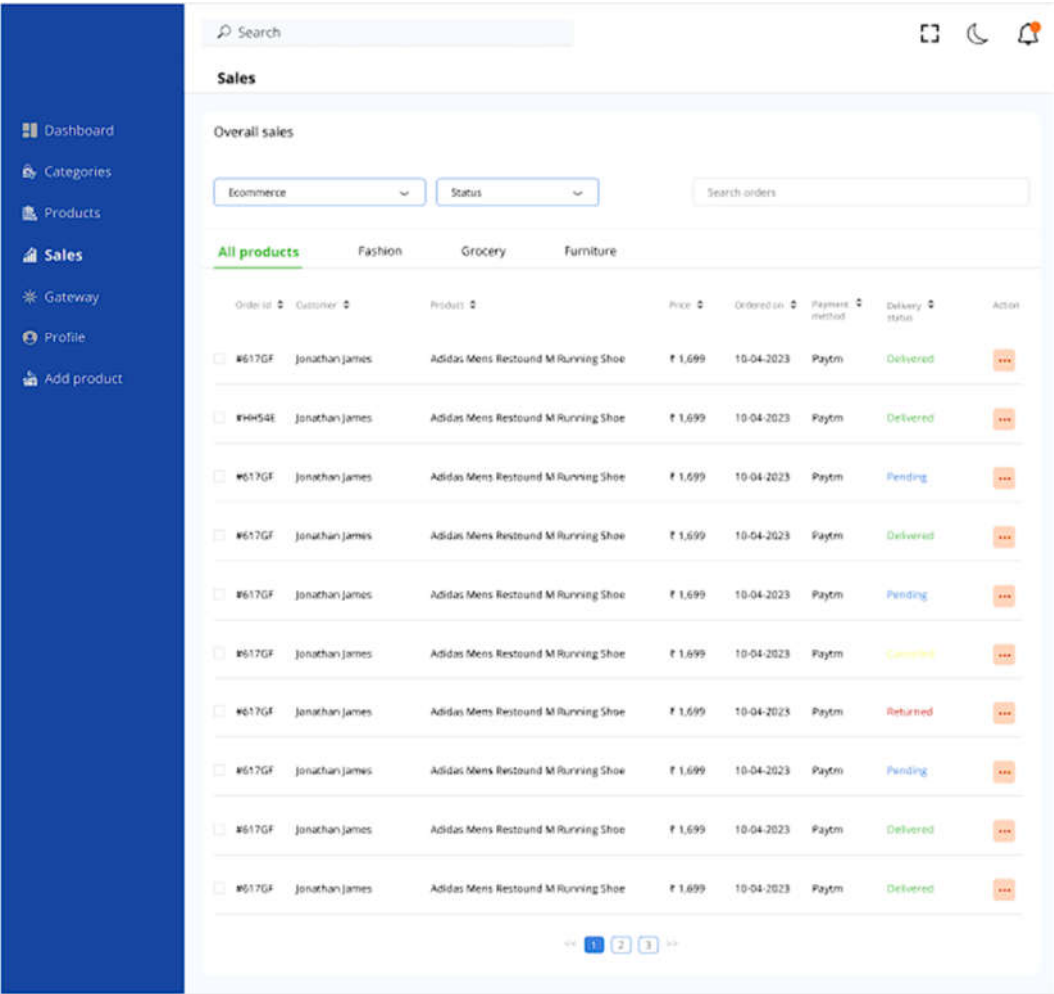 Search
Sales
Dashboard
Categories
Products
Sales
Gateway
Profile
Add product
Overall sales
Ecommerce Status Search orders
All products Fashion Grocery Furniture
Order id Customer Product Price Ordered on Payment method Delivery status Action
#617GF Jonathan James Adidas Mens Restound M Running Shoe ₹ 1,699 10-04-2023 Paytm Delivered
#HH54E Jonathan James Adidas Mens Restound M Running Shoe ₹ 1,699 10-04-2023 Paytm Delivered
#617GF Jonathan James Adidas Mens Restound M Running Shoe ₹ 1,699 10-04-2023 Paytm Pending
#617GF Jonathan James Adidas Mens Restound M Running Shoe ₹ 1,699 10-04-2023 Paytm Delivered
#617GF Jonathan James Adidas Mens Restound M Running Shoe ₹ 1,699 10-04-2023 Paytm Pending
#617GF Jonathan James Adidas Mens Restound M Running Shoe ₹ 1,699 10-04-2023 Paytm
#617GF Jonathan James Adidas Mens Restound M Running Shoe ₹ 1,699 10-04-2023 Paytm Returned
#617GF Jonathan James Adidas Mens Restound M Running Shoe ₹ 1,699 10-04-2023 Paytm Pending
#617GF Jonathan James Adidas Mens Restound M Running Shoe ₹ 1,699 10-04-2023 Paytm Delivered
#617GF Jonathan James Adidas Mens Restound M Running Shoe ₹ 1,699 10-04-2023 Paytm Delivered
<< 1 2 3 >>